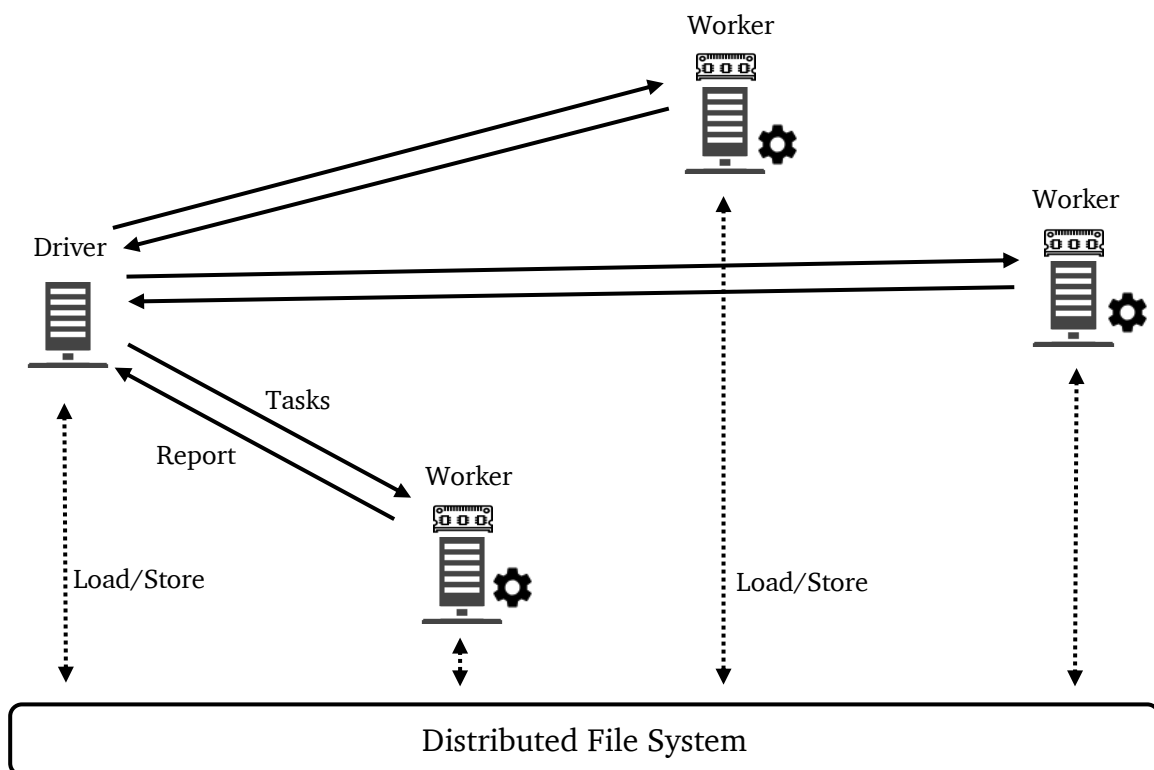 Worker
Worker
Driver
Tasks
Report
Worker
Load/Store
Load/Store
Distributed File System